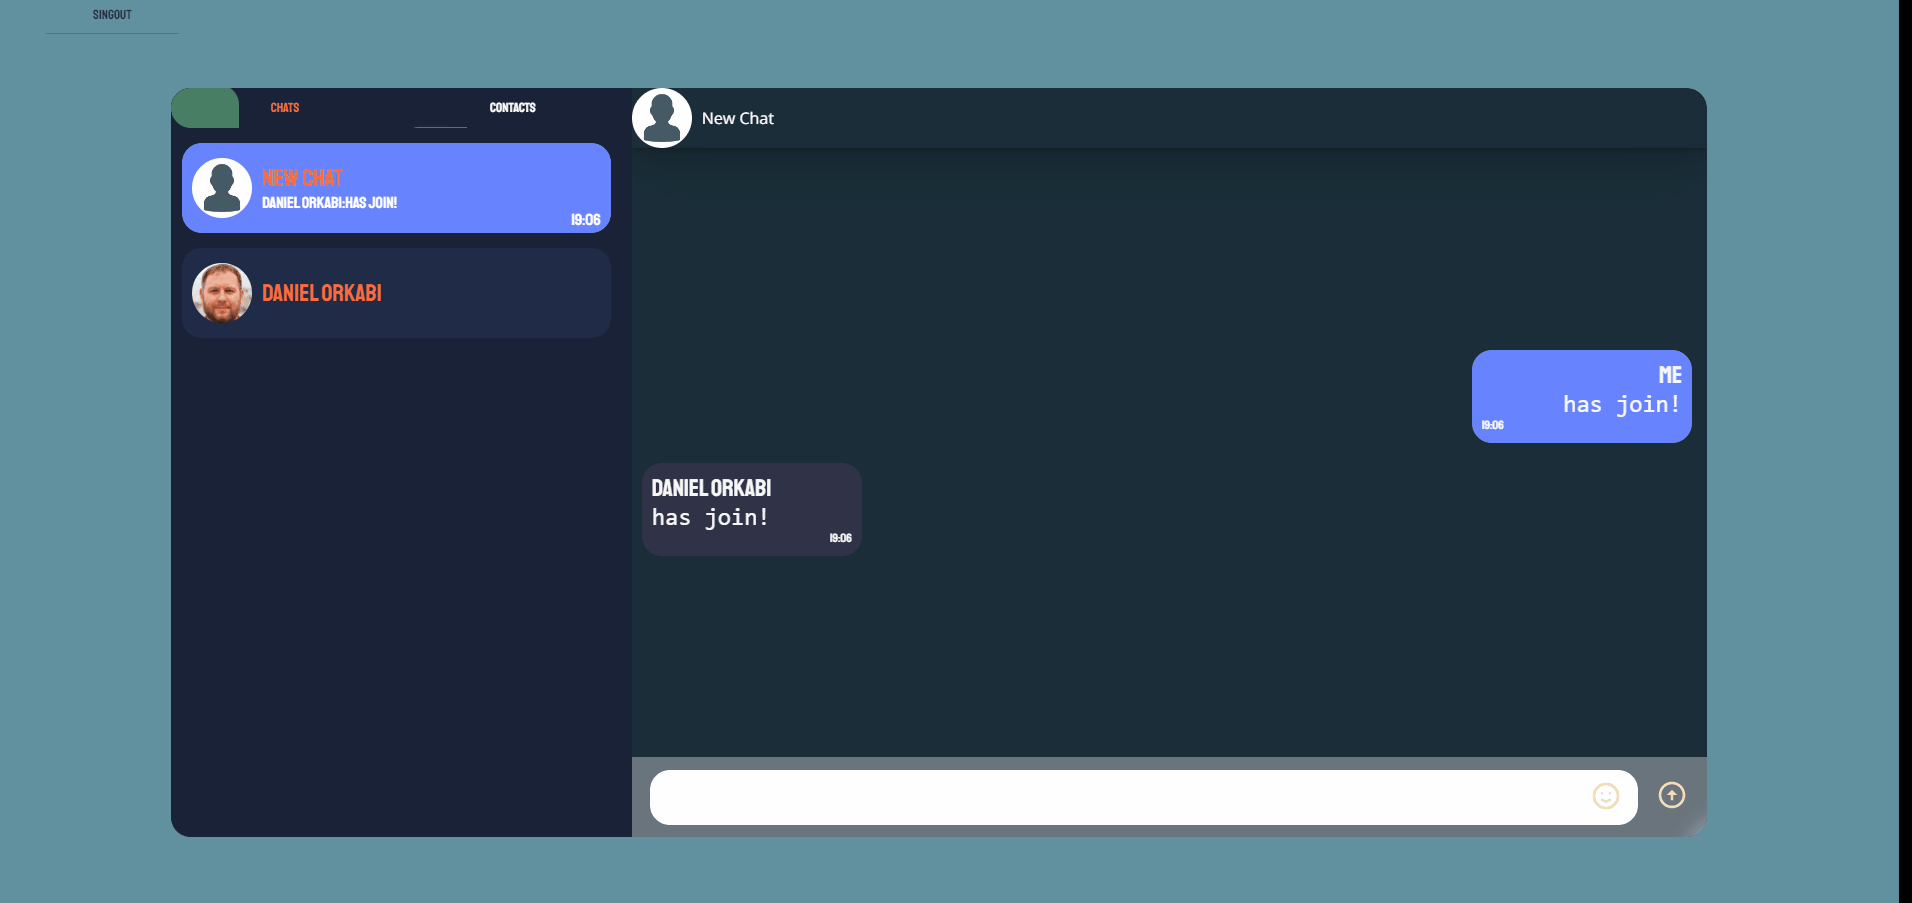 SINGOUT
CHATS
CONTACTS
NEW CHAT
DANIEL ORKABI:HAS JOIN!
19:06
DANIEL ORKABI
New Chat
ME
has join!
19:06
DANIEL ORKABI
has join!
19:06